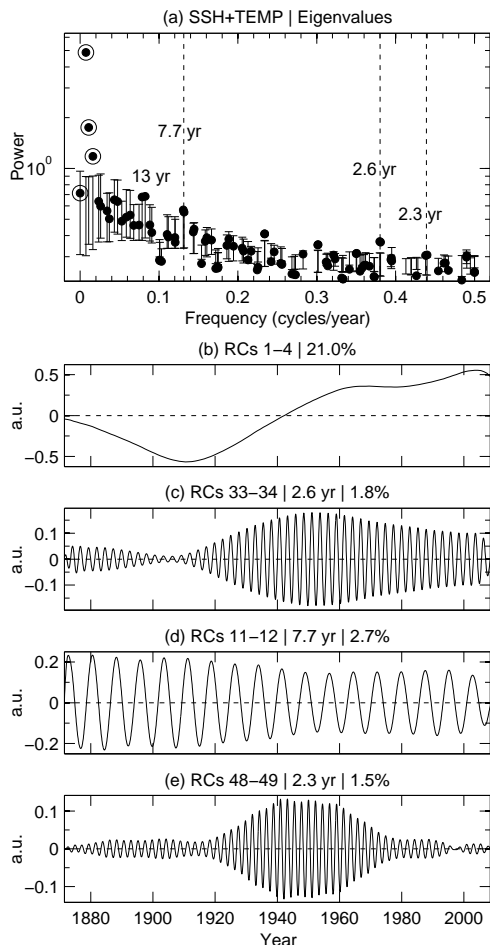 (a) SSH+TEMP | Eigenvalues
Power
10⁰
7.7 yr
13 yr
2.6 yr
2.3 yr
0 0.1 0.2 0.3 0.4 0.5
Frequency (cycles/year)
(b) RCs 1−4 | 21.0%
a.u.
0.5
0
−0.5
(c) RCs 33−34 | 2.6 yr | 1.8%
a.u.
0.1
0
−0.1
(d) RCs 11−12 | 7.7 yr | 2.7%
a.u.
0.2
0
−0.2
(e) RCs 48−49 | 2.3 yr | 1.5%
a.u.
0.1
0
−0.1
1880 1900 1920 1940 1960 1980 2000
Year